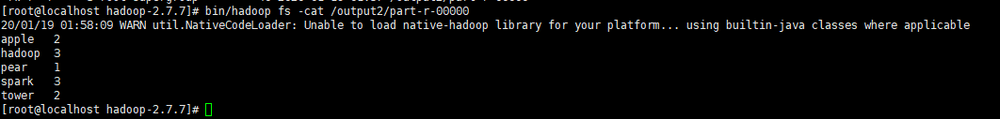 [root@localhost hadoop-2.7.7]# bin/hadoop fs -cat /output2/part-r-00000
20/01/19 01:58:09 WARN util.NativeCodeLoader: Unable to load native-hadoop library for your platform... using builtin-java classes where applicable
apple 2
hadoop 3
pear 1
spark 3
tower 2
[root@localhost hadoop-2.7.7]#